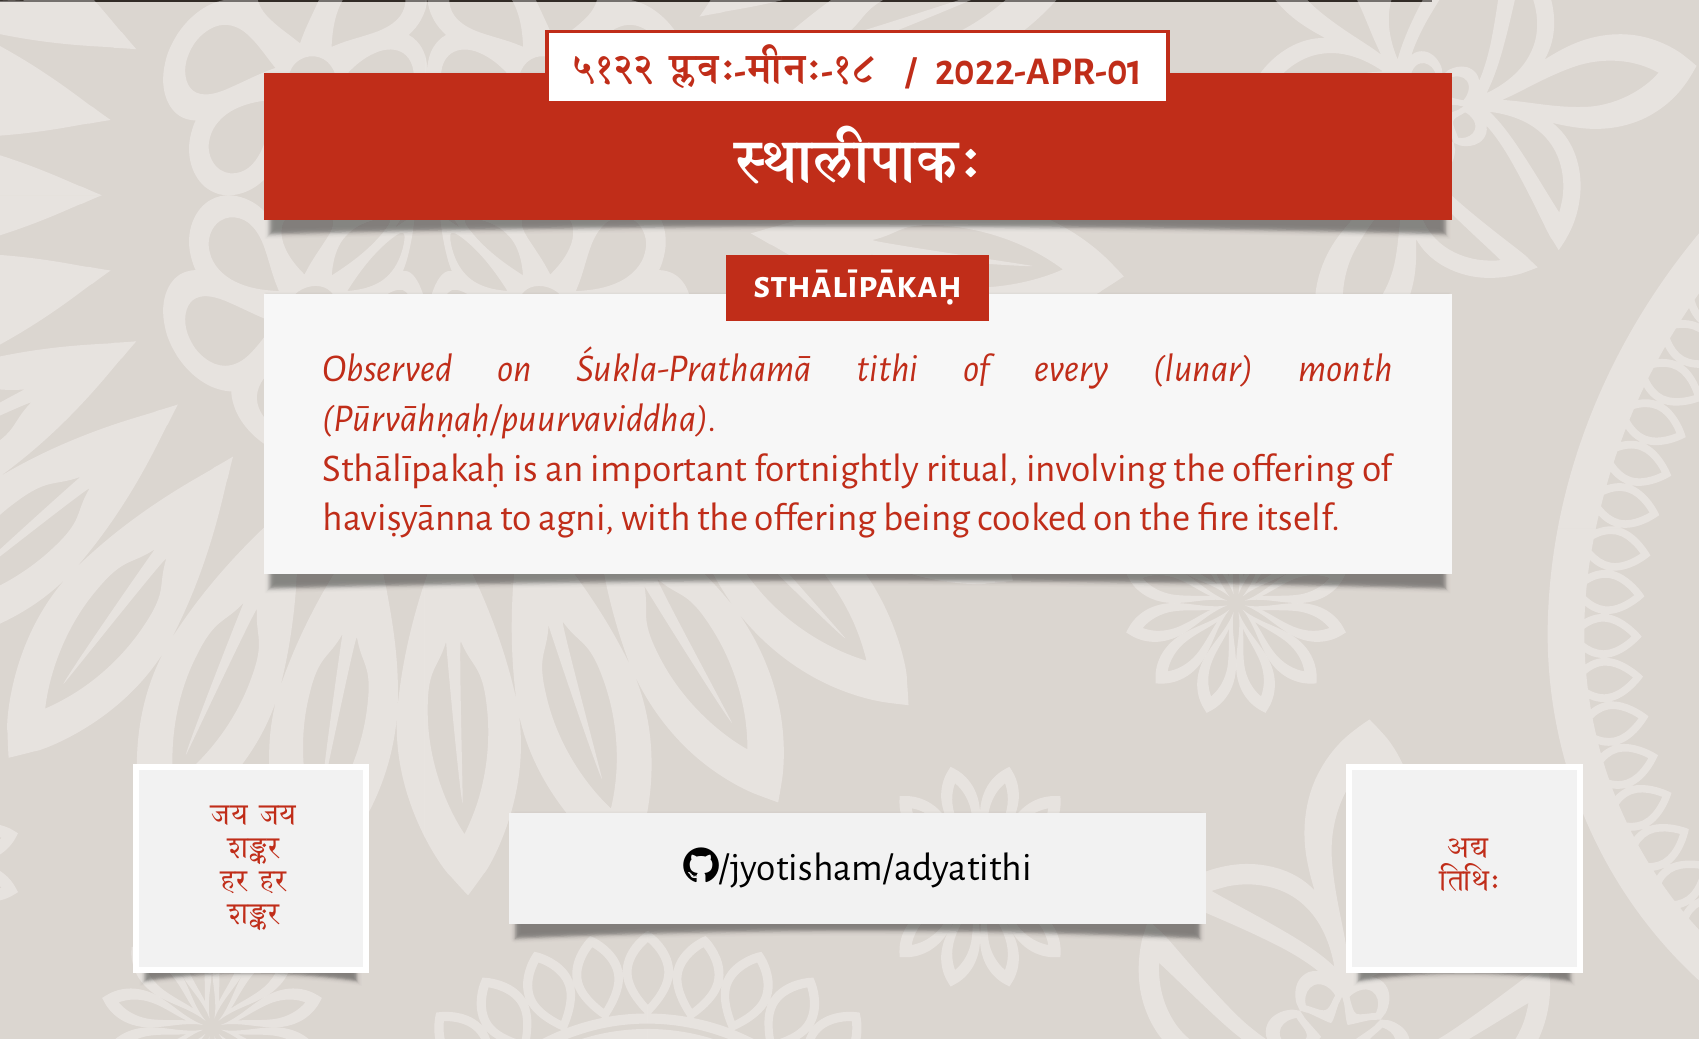 ५१२२ प्लवः-मीनः-१८ / 2022-APR-01
स्थालीपाकः
STHĀLĪPĀKAḤ
Observed on Śukla-Prathamā tithi of every (lunar) month
(Pūrvāhṇaḥ/puurvaviddha).
Sthālīpakaḥ is an important fortnightly ritual, involving the offering of
haviṣyānna to agni, with the offering being cooked on the fire itself.
जय जय
शङ्कर
हर हर
शङ्कर
/jyotisham/adyatithi
अद्य
तिथिः